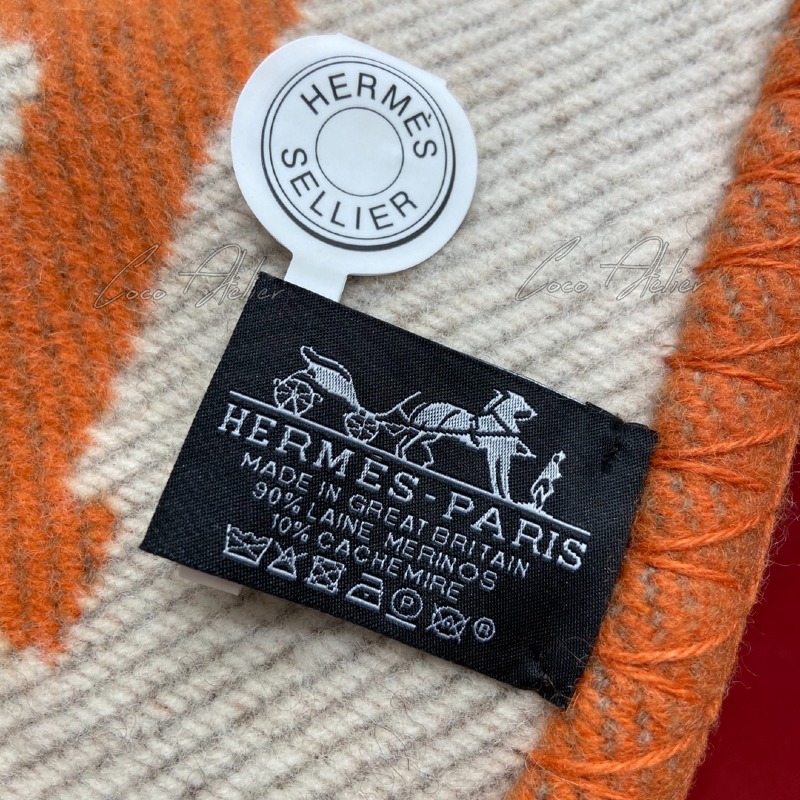 HERMÈS
SELLIER
Coco Atelier
Coco Atelier
HERMES-PARIS
MADE IN GREAT BRITAIN
90% LAINE MERINOS
10% CACHEMIRE
P ®